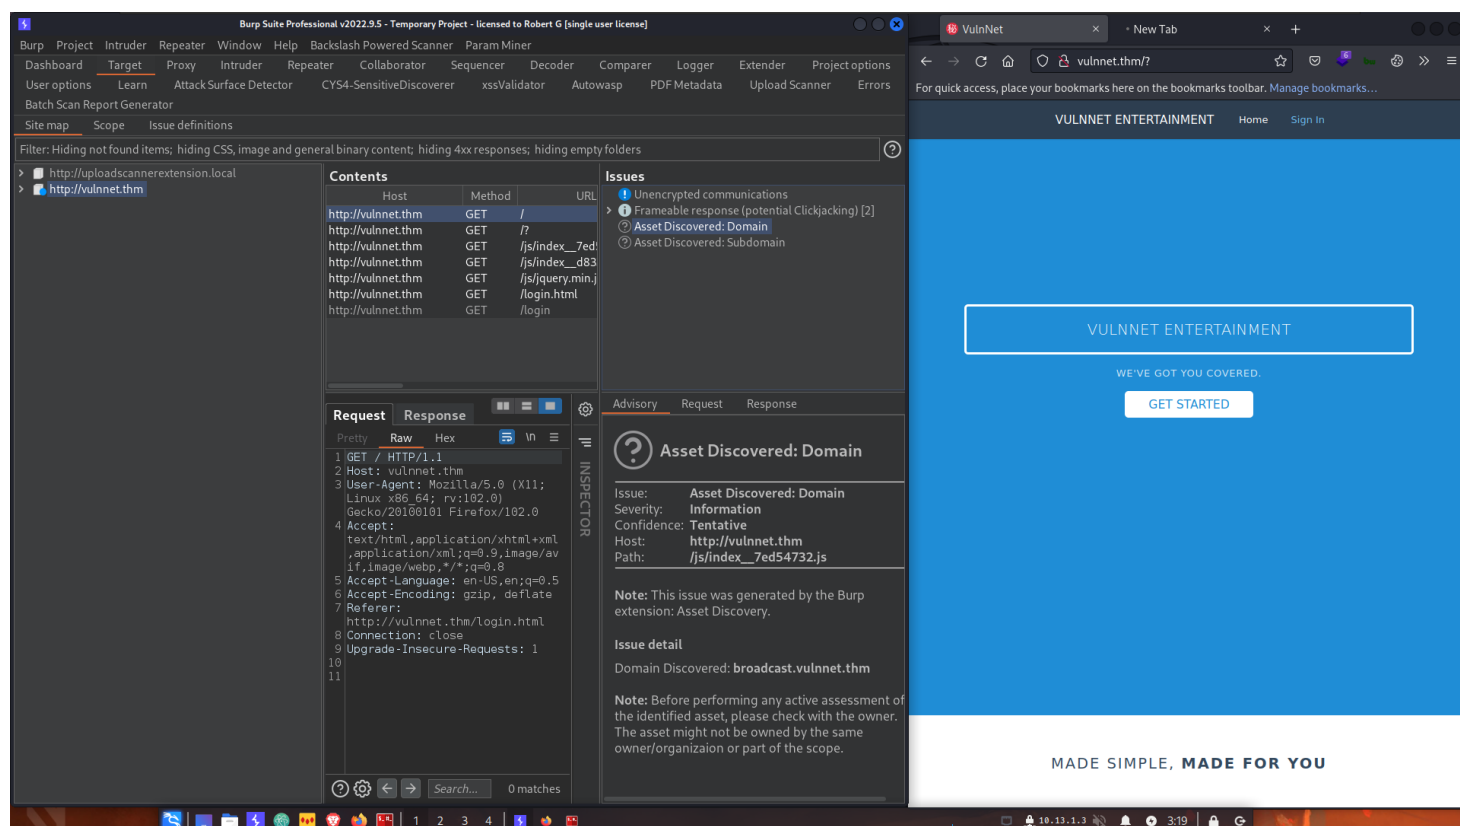 Burp Suite Professional v2022.9.5 - Temporary Project - licensed to Robert G [single user license]
Burp Project Intruder Repeater Window Help Backslash Powered Scanner Param Miner
Dashboard Target Proxy Intruder Repeater Collaborator Sequencer Decoder Comparer Logger Extender Project options
User options Learn Attack Surface Detector CYS4-SensitiveDiscoverer xssValidator Autowasp PDF Metadata Upload Scanner Errors
Batch Scan Report Generator
Site map Scope Issue definitions
Filter: Hiding not found items; hiding CSS, image and general binary content; hiding 4xx responses; hiding empty folders
http://uploadscannerextension.local
http://vulnnet.thm
Contents
Host Method URL
http://vulnnet.thm GET /
http://vulnnet.thm GET /?
http://vulnnet.thm GET /js/index__7ed5
http://vulnnet.thm GET /js/index__d83
http://vulnnet.thm GET /js/jquery.min.j
http://vulnnet.thm GET /login.html
http://vulnnet.thm GET /login
Issues
Unencrypted communications
Frameable response (potential Clickjacking) [2]
Asset Discovered: Domain
Asset Discovered: Subdomain
Request Response
Pretty Raw Hex \n
1 GET / HTTP/1.1
2 Host: vulnnet.thm
3 User-Agent: Mozilla/5.0 (X11;
Linux x86_64; rv:102.0)
Gecko/20100101 Firefox/102.0
4 Accept:
text/html,application/xhtml+xml
,application/xml;q=0.9,image/av
if,image/webp,*/*;q=0.8
5 Accept-Language: en-US,en;q=0.5
6 Accept-Encoding: gzip, deflate
7 Referer:
http://vulnnet.thm/login.html
8 Connection: close
9 Upgrade-Insecure-Requests: 1
10
11
Search... 0 matches
INSPECTOR
Advisory Request Response
Asset Discovered: Domain
Issue: Asset Discovered: Domain
Severity: Information
Confidence: Tentative
Host: http://vulnnet.thm
Path: /js/index__7ed54732.js
Note: This issue was generated by the Burp
extension: Asset Discovery.
Issue detail
Domain Discovered: broadcast.vulnnet.thm
Note: Before performing any active assessment of
the identified asset, please check with the owner.
The asset might not be owned by the same
owner/organizaion or part of the scope.
VulnNet New Tab
vulnnet.thm/?
6
For quick access, place your bookmarks here on the bookmarks toolbar. Manage bookmarks...
VULNNET ENTERTAINMENT Home Sign In
VULNNET ENTERTAINMENT
WE'VE GOT YOU COVERED.
GET STARTED
MADE SIMPLE, MADE FOR YOU
1 2 3 4
10.13.1.3 3:19